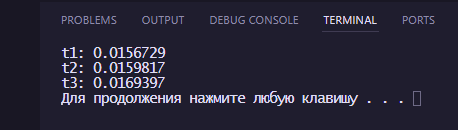 PROBLEMS OUTPUT DEBUG CONSOLE TERMINAL PORTS
t1: 0.0156729
t2: 0.0159817
t3: 0.0169397
Для продолжения нажмите любую клавишу . . .